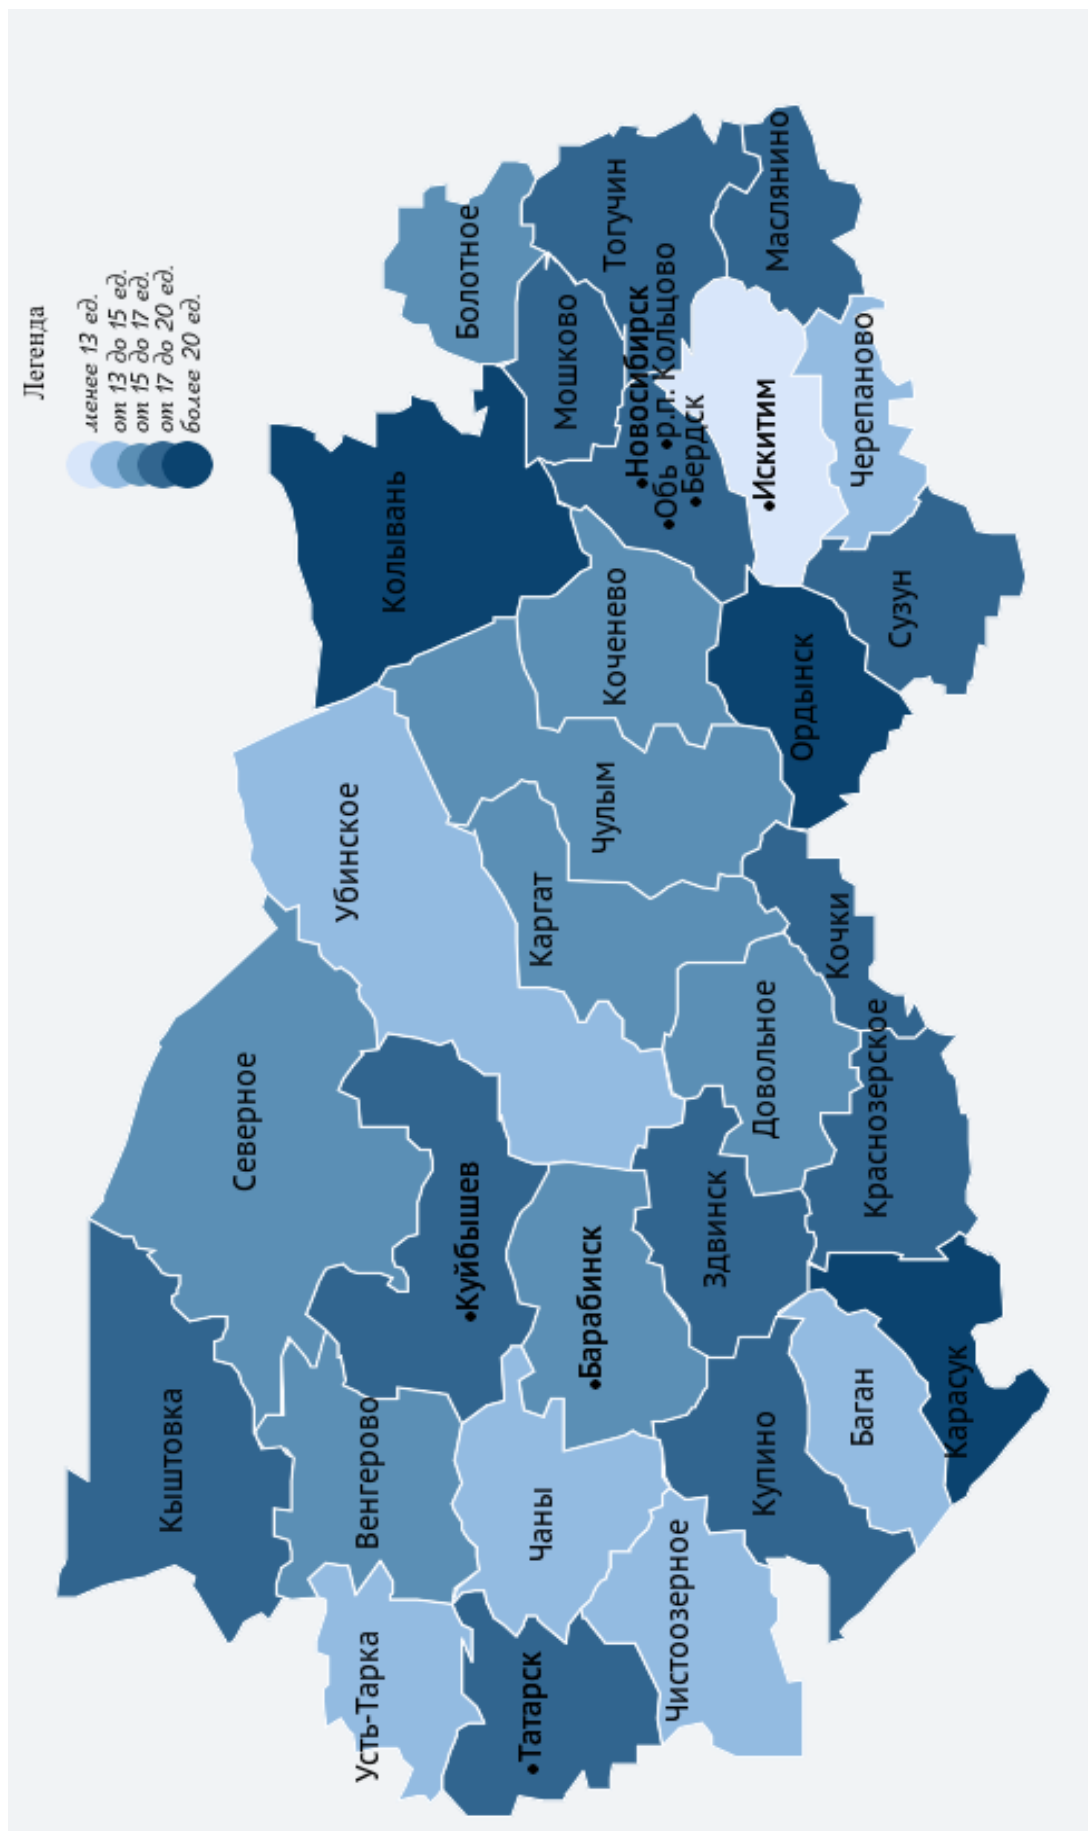 Легенда
менее 13 ед.
от 13 до 15 ед.
от 15 до 17 ед.
от 17 до 20 ед.
более 20 ед.
Кыштовка
Северное
Усть-Тарка
Венгерово
Убинское
Колывань
Болотное
Татарск
Чаны
Куйбышев
Каргат
Мошково
Тогучин
Чистоозерное
Барабинск
Чулым
Коченево
Новосибирск
Обь
р.п. Кольцово
Бердск
Искитим
Маслянино
Купино
Здвинск
Довольное
Ордынск
Черепаново
Баган
Краснозерское
Кочки
Сузун
Карасук